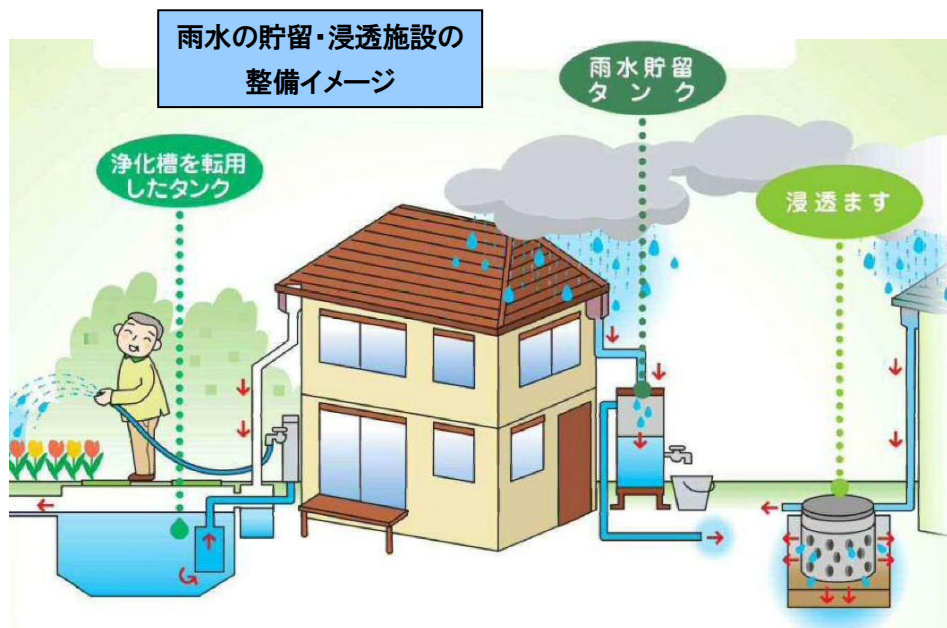 雨水の貯留・浸透施設の
整備イメージ
雨水貯留
タンク
浄化槽を転用
したタンク
浸透ます